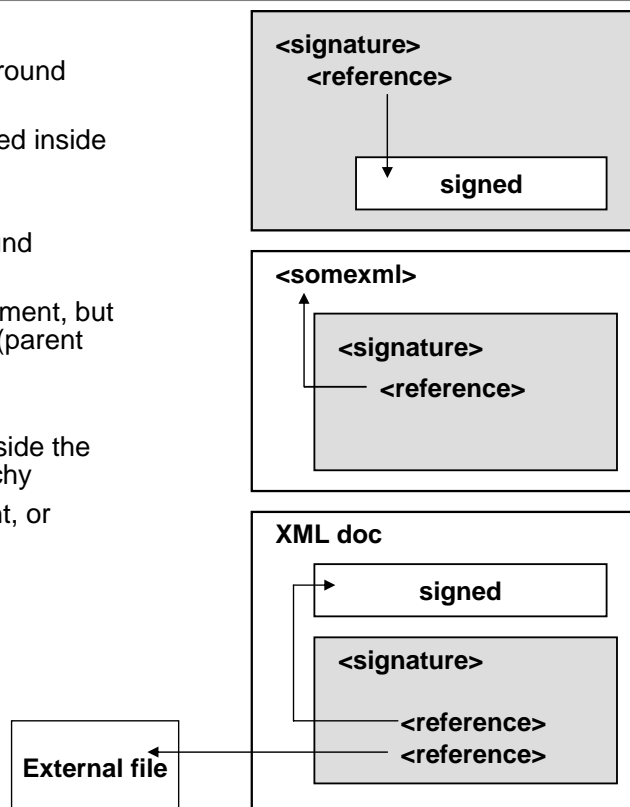 round
ed inside
und
ment, but
(parent
side the
chy
nt, or
<signature>
<reference>
signed
<somexml>
<signature>
<reference>
XML doc
signed
<signature>
<reference>
<reference>
External file